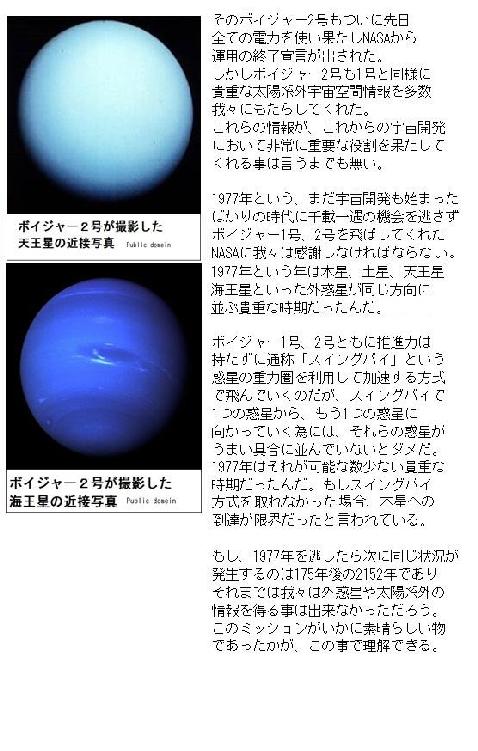 ボイジャー2号が撮影した
天王星の近接写真 Public domain
ボイジャー2号が撮影した
海王星の近接写真 Public domain
そのボイジャー2号もついに先日
全ての電力を使い果たしNASAから
運用の終了宣言が出された。
しかしボイジャー2号も1号と同様に
貴重な太陽系外宇宙空間情報を多数
我々にもたらしてくれた。
これらの情報が、これからの宇宙開発
において非常に重要な役割を果たして
くれる事は言うまでも無い。
1977年という、まだ宇宙開発も始まった
ばかりの時代に千載一遇の機会を逃さず
ボイジャー1号、2号を飛ばしてくれた
NASAに我々は感謝しなければならない。
1977年という年は木星、土星、天王星
海王星といった外惑星が同じ方向に
並ぶ貴重な時期だったんだ。
ボイジャー1号、2号ともに推進力は
持たずに通称「スイングバイ」という
惑星の重力圏を利用して加速する方式
で飛んでいくのだが、スイングバイで
1つの惑星から、もう1つの惑星に
向かっていく為には、それらの惑星が
うまい具合に並んでいないとダメだ。
1977年はそれが可能な数少ない貴重な
時期だったんだ。もしスイングバイ
方式を取れなかった場合、木星への
到達が限界だったと言われている。
もし、1977年を逃したら次に同じ状況が
発生するのは175年後の2152年であり
それまでは我々は外惑星や太陽系外の
情報を得る事は出来なかっただろう。
このミッションがいかに素晴らしい物
であったかが、この事で理解できる。